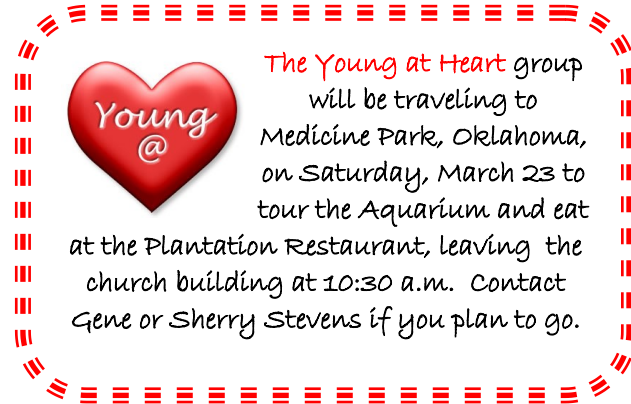 Young
@
The Young at Heart group
will be traveling to
Medicine Park, Oklahoma,
on Saturday, March 23 to
tour the Aquarium and eat
at the Plantation Restaurant, leaving  the
church building at 10:30 a.m.  Contact
Gene or Sherry Stevens if you plan to go.